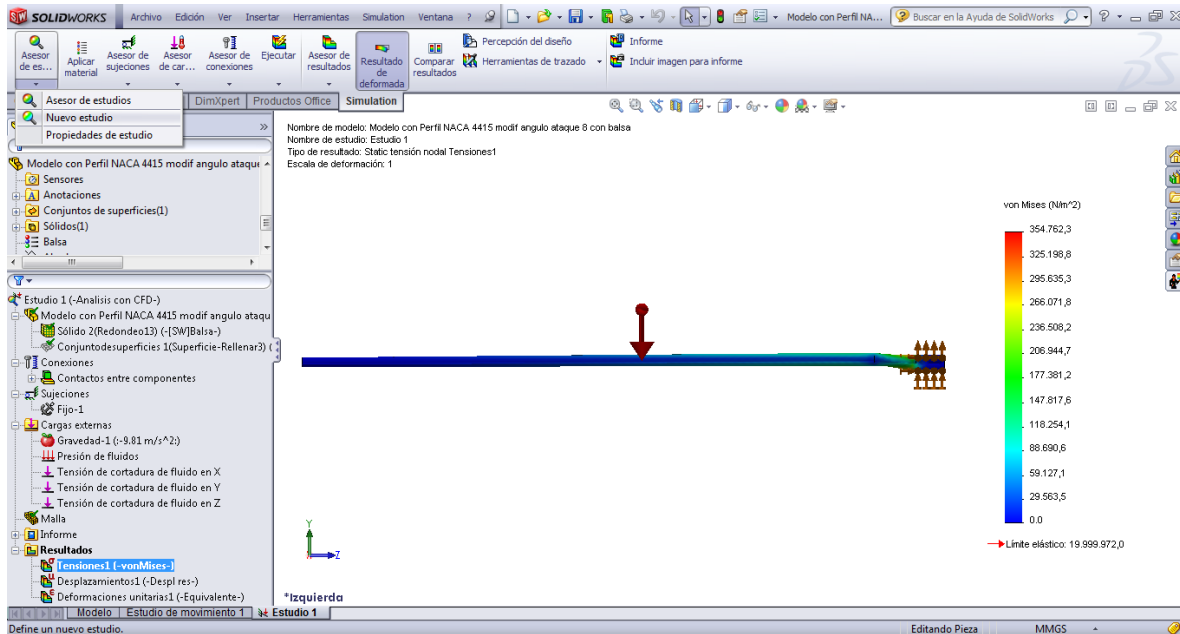 SOLIDWORKS Archivo Edición Ver Insertar Herramientas Simulation Ventana ? Modelo con Perfil NA... Buscar en la Ayuda de SolidWorks
Asesor de es...
Aplicar material
Asesor de sujeciones
Asesor de car...
Asesor de conexiones
Ejecutar
Asesor de resultados
Resultado de deformada
Comparar resultados
Percepción del diseño
Herramientas de trazado
Informe
Incluir imagen para informe
Asesor de estudios
Nuevo estudio
Propiedades de estudio
DimXpert Productos Office Simulation
Modelo con Perfil NACA 4415 modif angulo ataque
Sensores
Anotaciones
Conjuntos de superficies(1)
Sólidos(1)
Balsa
Estudio 1 (-Analisis con CFD-)
Modelo con Perfil NACA 4415 modif angulo ataqu
Sólido 2(Redondeo13) (-[SW]Balsa-)
Conjuntodesuperficies 1(Superficie-Rellenar3) (
Conexiones
Contactos entre componentes
Sujeciones
Fijo-1
Cargas externas
Gravedad-1 (:-9.81 m/s^2:)
Presión de fluidos
Tensión de cortadura de fluido en X
Tensión de cortadura de fluido en Y
Tensión de cortadura de fluido en Z
Malla
Informe
Resultados
Tensiones1 (-vonMises-)
Desplazamientos1 (-Despl res-)
Deformaciones unitarias1 (-Equivalente-)
Nombre de modelo: Modelo con Perfil NACA 4415 modif angulo ataque 8 con balsa
Nombre de estudio: Estudio 1
Tipo de resultado: Static tensión nodal Tensiones1
Escala de deformación: 1
von Mises (N/m^2)
354.762,3
325.198,8
295.635,3
266.071,8
236.508,2
206.944,7
177.381,2
147.817,6
118.254,1
88.690,6
59.127,1
29.563,5
0.0
Límite elástico: 19.999.972,0
Y
Z
*Izquierda
Modelo Estudio de movimiento 1 Estudio 1
Define un nuevo estudio. Editando Pieza MMGS